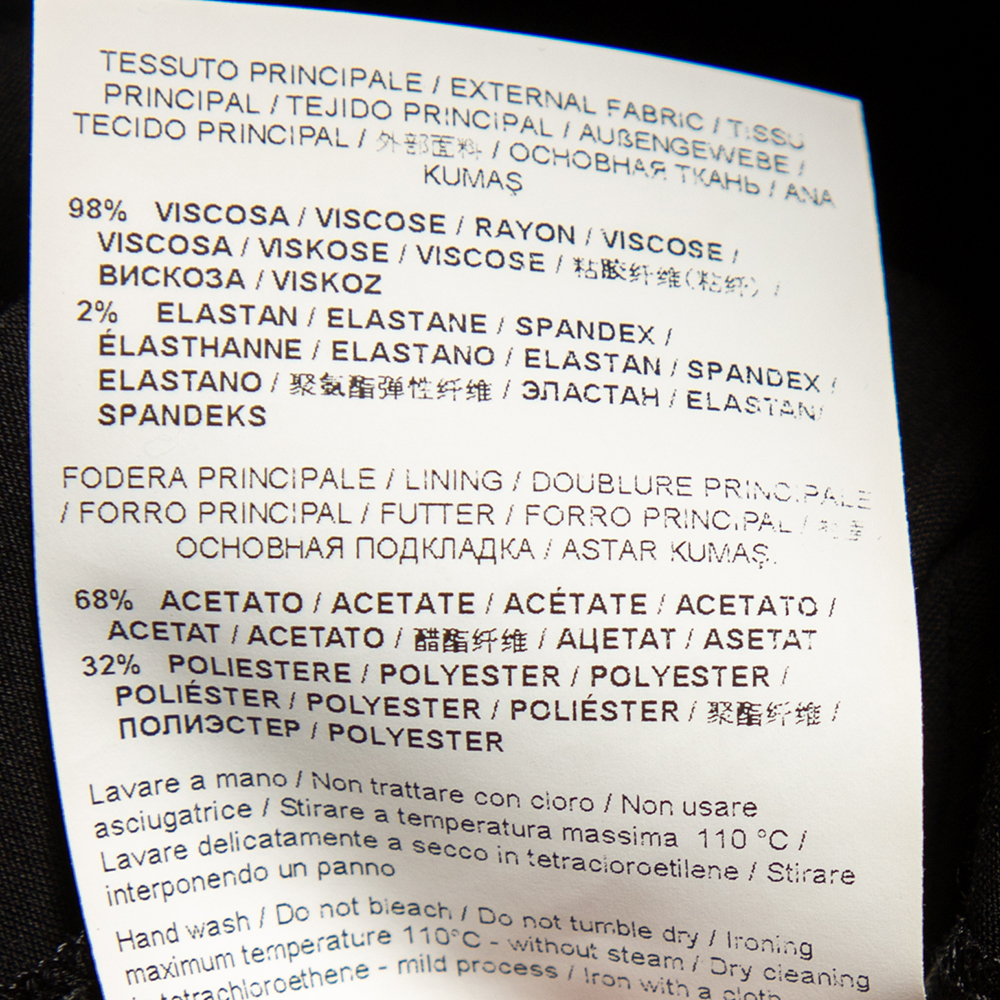 TESSUTO PRINCIPALE / EXTERNAL FABRIC / TISSU
PRINCIPAL / TEJIDO PRINCIPAL / AUßENGEWEBE /
TECIDO PRINCIPAL / 外部面料 / ОСНОВНАЯ ТКАНЬ / ANA
KUMAŞ
98% VISCOSA / VISCOSE / RAYON / VISCOSE /
VISCOSA / VISKOSE / VISCOSE / 粘胶纤维(粘纤) /
ВИСКОЗА / VISKOZ
2% ELASTAN / ELASTANE / SPANDEX /
ÉLASTHANNE / ELASTANO / ELASTAN / SPANDEX /
ELASTANO / 聚氨酯弹性纤维 / ЭЛАСТАН / ELASTAN/
SPANDEKS
FODERA PRINCIPALE / LINING / DOUBLURE PRINCIPALE
/ FORRO PRINCIPAL / FUTTER / FORRO PRINCIPAL /
ОСНОВНАЯ ПОДКЛАДКА / ASTAR KUMAŞ
68% ACETATO / ACETATE / ACÉTATE / ACETATO /
ACETAT / ACETATO / 醋酯纤维 / АЦЕТАТ / ASETAT
32% POLIESTERE / POLYESTER / POLYESTER /
POLIÉSTER / POLYESTER / POLIÉSTER / 聚酯纤维 /
ПОЛИЭСТЕР / POLYESTER
Lavare a mano / Non trattare con cloro / Non usare
asciugatrice / Stirare a temperatura massima 110 °C /
Lavare delicatamente a secco in tetracloroetilene / Stirare
interponendo un panno
Hand wash / Do not bleach / Do not tumble dry / Ironing
maximum temperature 110°C - without steam / Dry cleaning
tetrachloroethene - mild process / Iron with a cloth